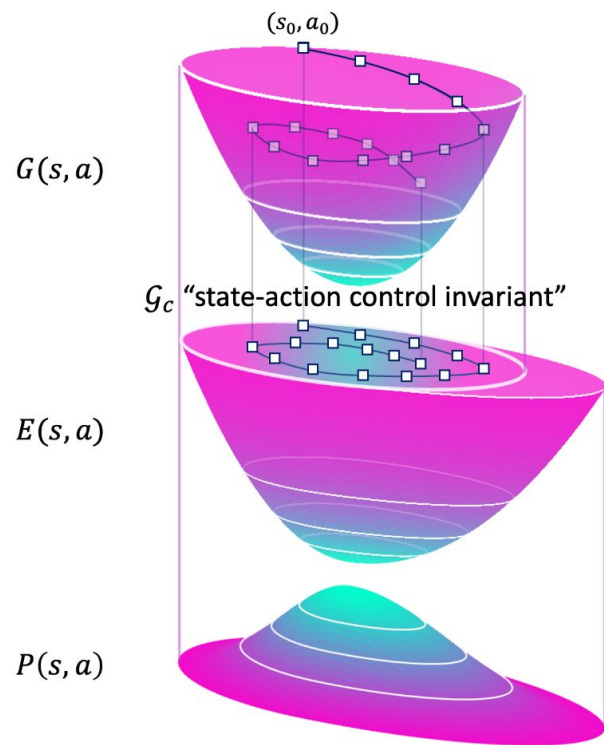 (s₀, a₀)
G(s, a)
𝒢c “state-action control invariant”
E(s, a)
P(s, a)